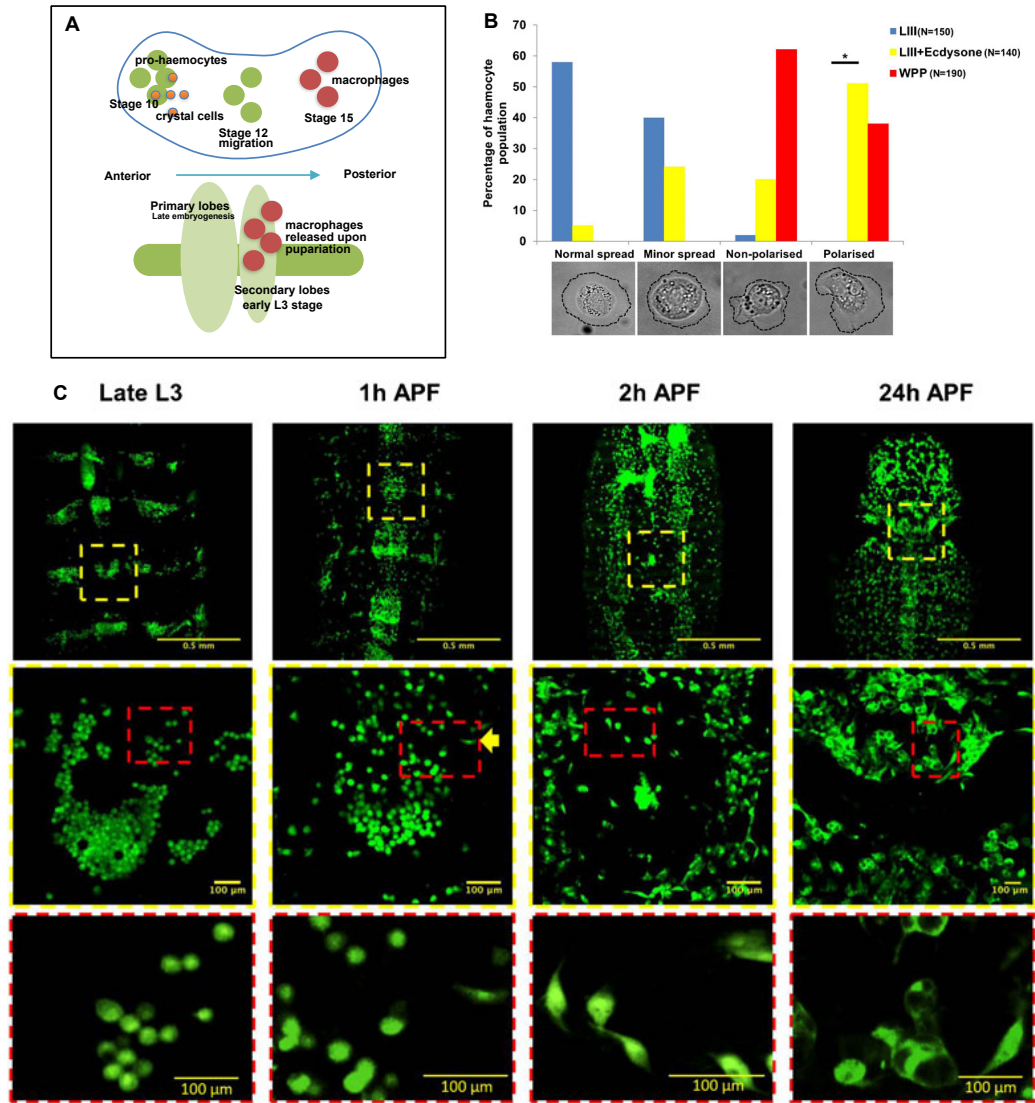 A
pro-haemocytes
macrophages
Stage 10
crystal cells
Stage 12
migration
Stage 15
Anterior
Posterior
Primary lobes
Late embryogenesis
macrophages
released upon
pupariation
Secondary lobes
early L3 stage
B
Percentage of haemocyte
population
70
60
50
40
30
20
10
0
*
LIII(N=150)
LIII+Ecdysone (N=140)
WPP (N=190)
Normal spread
Minor spread
Non-polarised
Polarised
C
Late L3
1h APF
2h APF
24h APF
0.5 mm
0.5 mm
0.5 mm
0.5 mm
100 µm
100 µm
100 µm
100 µm
100 µm
100 µm
100 µm
100 µm